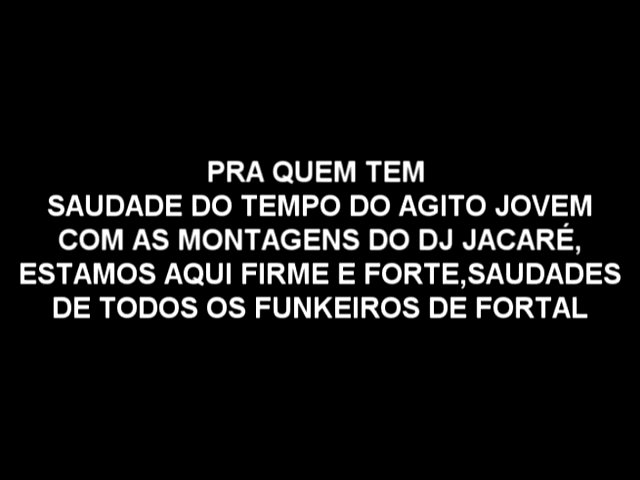 PRA QUEM TEM
SAUDADE DO TEMPO DO AGITO JOVEM
COM AS MONTAGENS DO DJ JACARÉ,
ESTAMOS AQUI FIRME E FORTE,SAUDADES
DE TODOS OS FUNKEIROS DE FORTAL